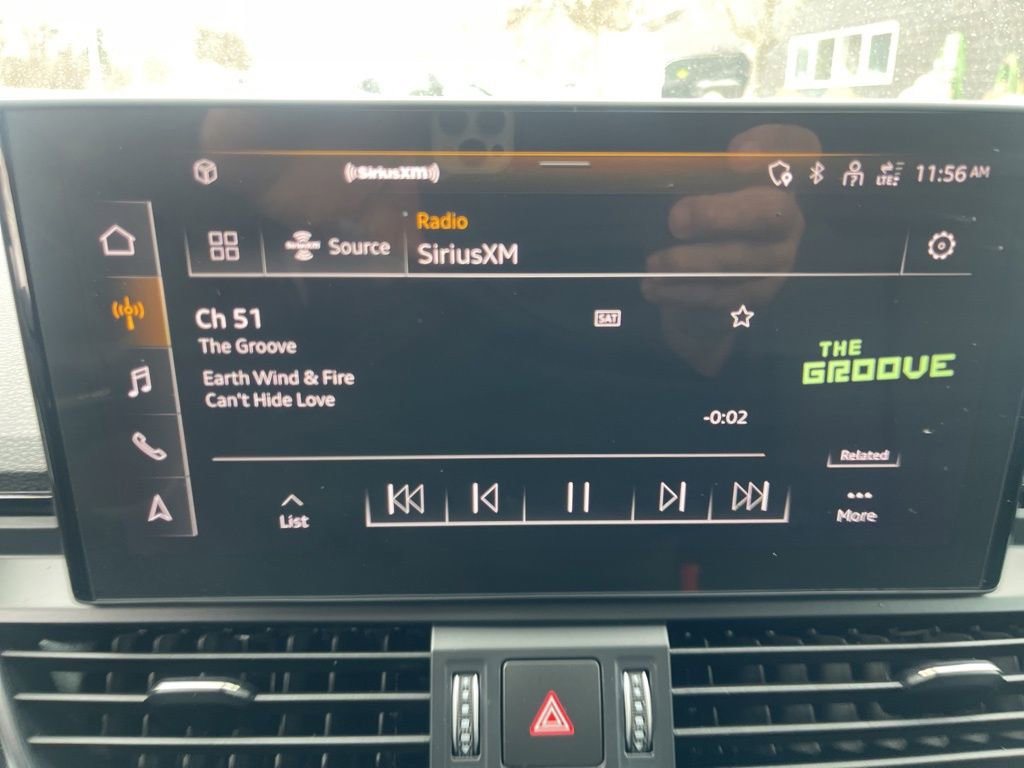 SiriusXM
LTE
11:56 AM
Radio
Source
SiriusXM
Ch 51
SAT
The Groove
THE
GROOVE
Earth Wind & Fire
Can't Hide Love
-0:02
Related
List
More